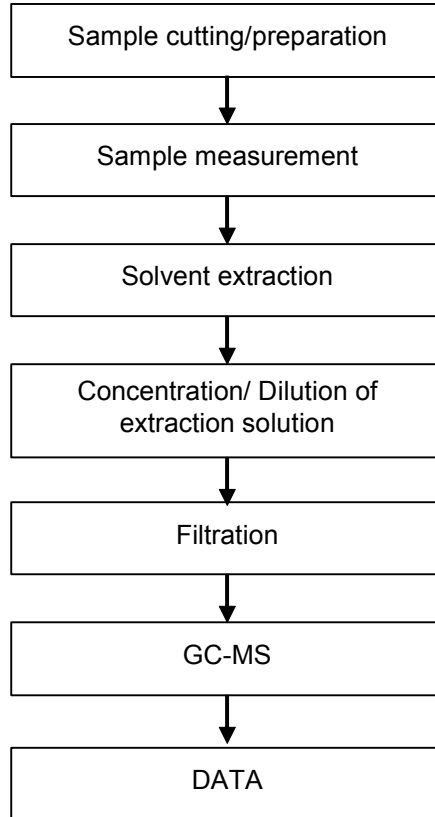 Sample cutting/preparation
Sample measurement
Solvent extraction
Concentration/ Dilution of
extraction solution
Filtration
GC-MS
DATA